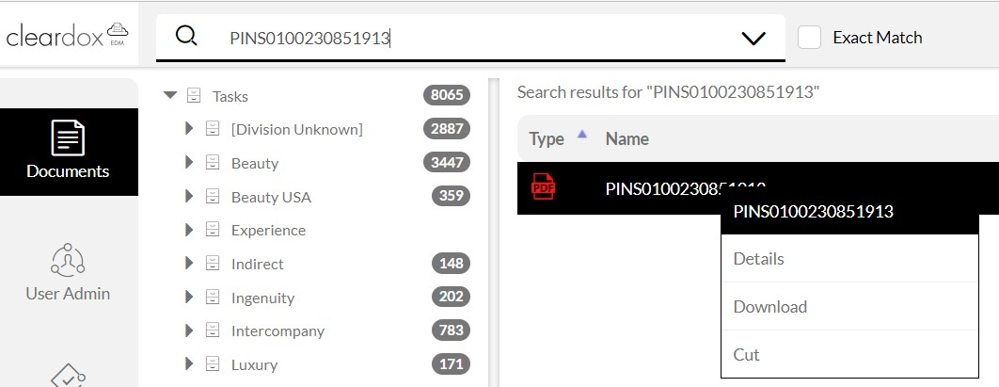 cleardox
EDM
PINS0100230851913
Exact Match
Documents
User Admin
Tasks 8065
[Division Unknown] 2887
Beauty 3447
Beauty USA 359
Experience
Indirect 148
Ingenuity 202
Intercompany 783
Luxury 171
Search results for "PINS0100230851913"
Type Name
PDF PINS0100230851913
PINS0100230851913
Details
Download
Cut